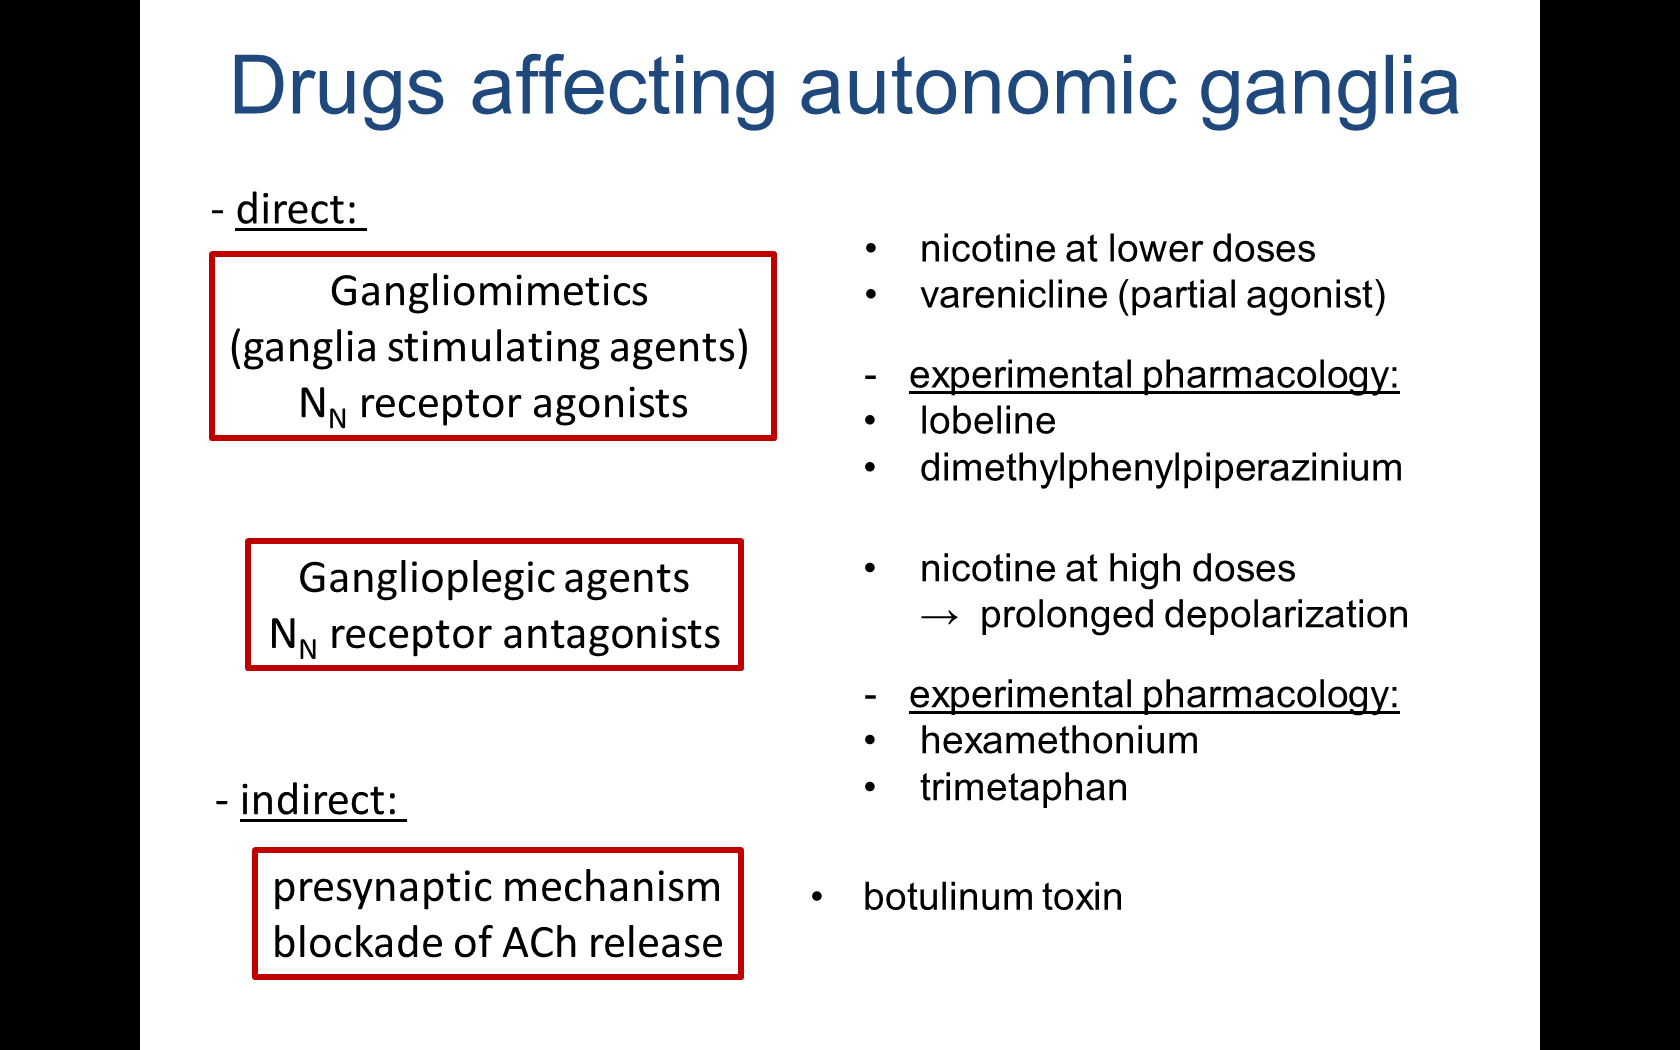 Drugs affecting autonomic ganglia
- direct:
Gangliomimetics
(ganglia stimulating agents)
NN receptor agonists
• nicotine at lower doses
• varenicline (partial agonist)
- experimental pharmacology:
• lobeline
• dimethylphenylpiperazinium
Ganglioplegic agents
NN receptor antagonists
• nicotine at high doses
→ prolonged depolarization
- experimental pharmacology:
• hexamethonium
• trimetaphan
- indirect:
presynaptic mechanism
blockade of ACh release
• botulinum toxin